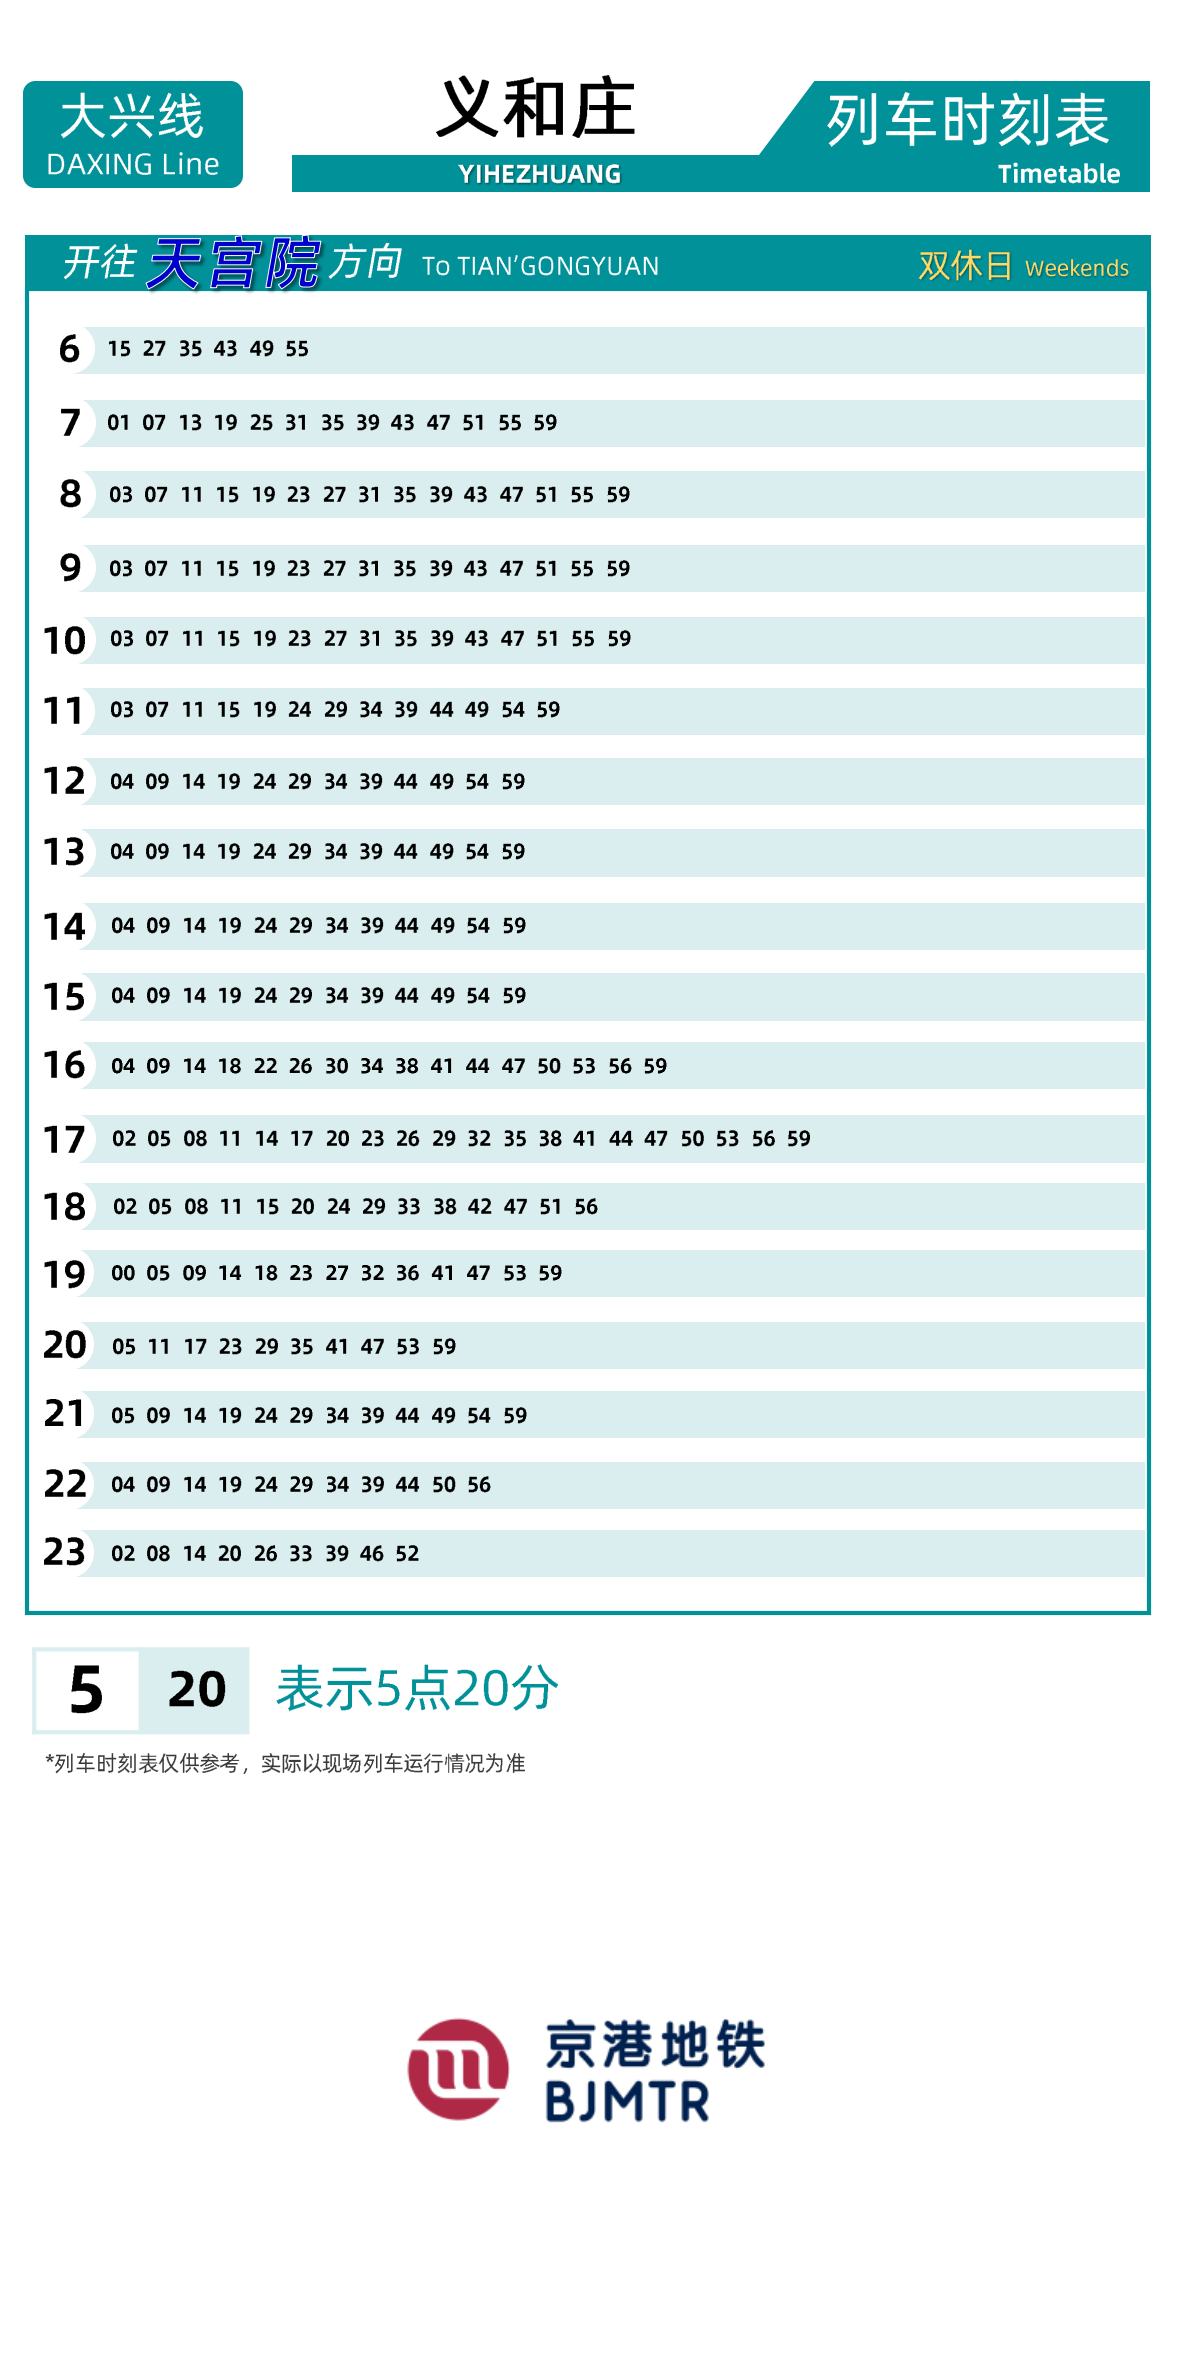 大兴线
DAXING Line
义和庄
YIHEZHUANG
列车时刻表
Timetable
开往 天宫院 方向 To TIAN’GONGYUAN 双休日 Weekends
6 15 27 35 43 49 55
7 01 07 13 19 25 31 35 39 43 47 51 55 59
8 03 07 11 15 19 23 27 31 35 39 43 47 51 55 59
9 03 07 11 15 19 23 27 31 35 39 43 47 51 55 59
10 03 07 11 15 19 23 27 31 35 39 43 47 51 55 59
11 03 07 11 15 19 24 29 34 39 44 49 54 59
12 04 09 14 19 24 29 34 39 44 49 54 59
13 04 09 14 19 24 29 34 39 44 49 54 59
14 04 09 14 19 24 29 34 39 44 49 54 59
15 04 09 14 19 24 29 34 39 44 49 54 59
16 04 09 14 18 22 26 30 34 38 41 44 47 50 53 56 59
17 02 05 08 11 14 17 20 23 26 29 32 35 38 41 44 47 50 53 56 59
18 02 05 08 11 15 20 24 29 33 38 42 47 51 56
19 00 05 09 14 18 23 27 32 36 41 47 53 59
20 05 11 17 23 29 35 41 47 53 59
21 05 09 14 19 24 29 34 39 44 49 54 59
22 04 09 14 19 24 29 34 39 44 50 56
23 02 08 14 20 26 33 39 46 52
5 20 表示5点20分
*列车时刻表仅供参考，实际以现场列车运行情况为准
京港地铁
BJMTR